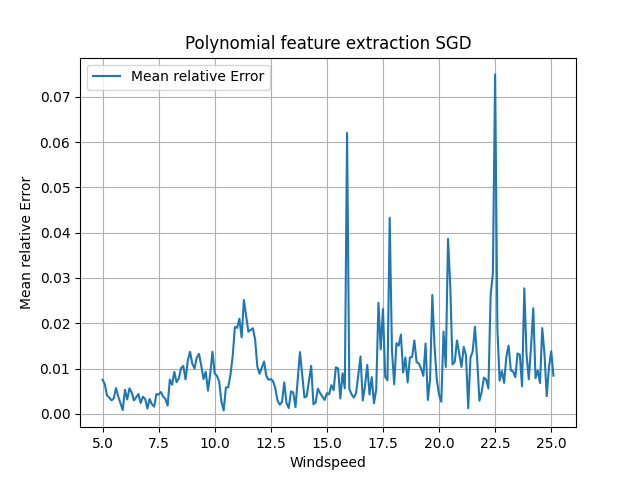 Polynomial feature extraction SGD
Mean relative Error
0.07
0.06
0.05
0.04
0.03
0.02
0.01
0.00
Mean relative Error
5.0 7.5 10.0 12.5 15.0 17.5 20.0 22.5 25.0
Windspeed